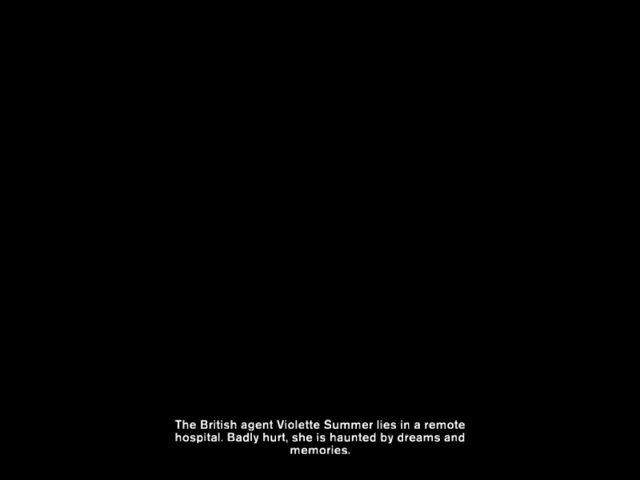 The British agent Violette Summer lies in a remote
hospital. Badly hurt, she is haunted by dreams and
memories.